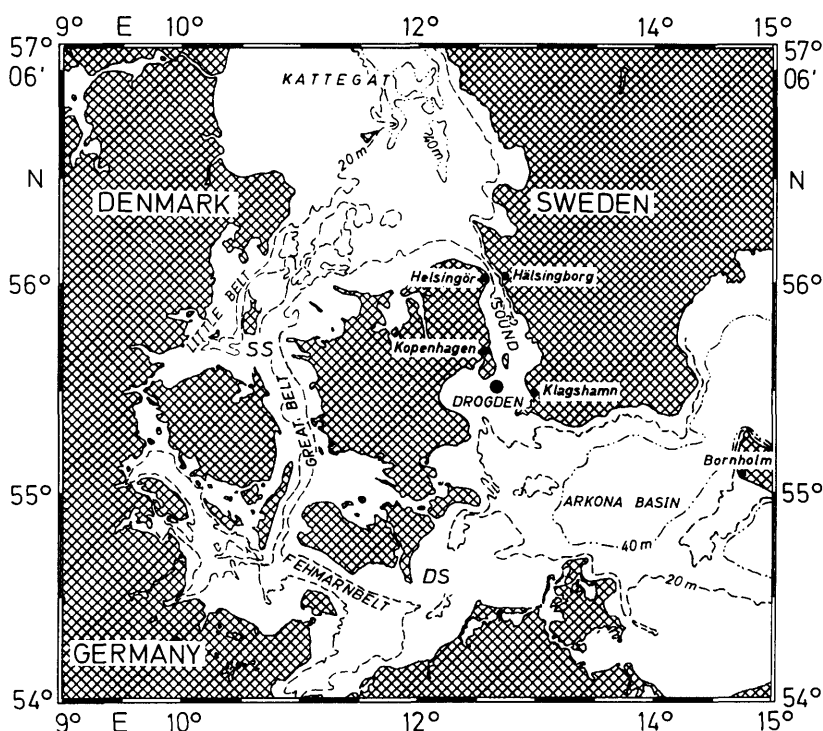 9° E 10° 12° 14° 15°
57° 06' 57° 06'
KATTEGAT
20 m
40 m
N N
DENMARK SWEDEN
56° 56°
Helsingör Hälsingborg
LITTLE BELT
SOUND
SS
Kopenhagen
Klagshamn
DROGDEN
GREAT BELT
Bornholm
55° 55°
ARKONA BASIN
40 m
DS
20 m
EHMARNBELT
GERMANY
54° 54°
9° E 10° 12° 14° 15°